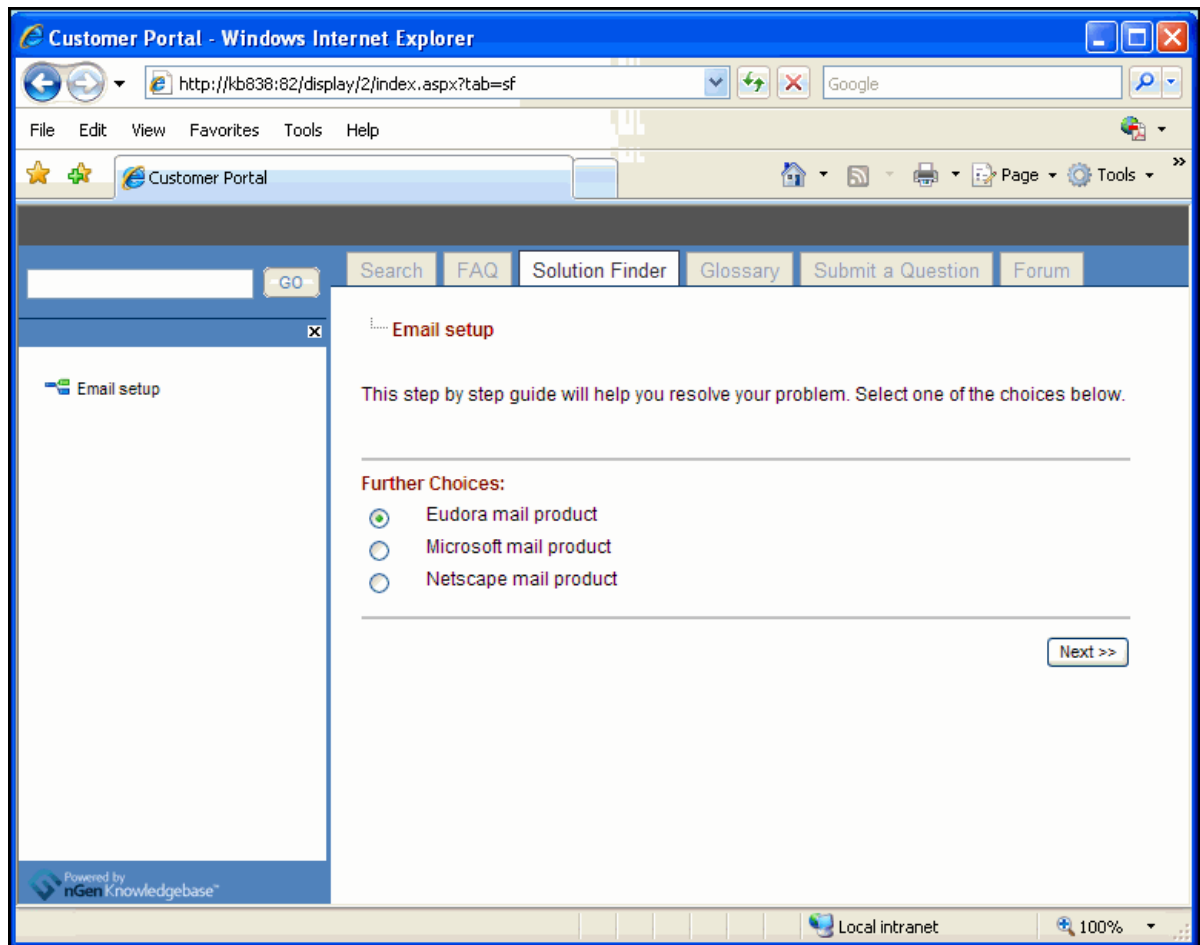 Customer Portal - Windows Internet Explorer
http://kb838:82/display/2/index.aspx?tab=sf
Google
File Edit View Favorites Tools Help
Customer Portal
Page Tools »
GO
Search FAQ Solution Finder Glossary Submit a Question Forum
Email setup
Email setup
This step by step guide will help you resolve your problem. Select one of the choices below.
Further Choices:
Eudora mail product
Microsoft mail product
Netscape mail product
Next >>
Powered by
nGen Knowledgebase™
Local intranet 100%